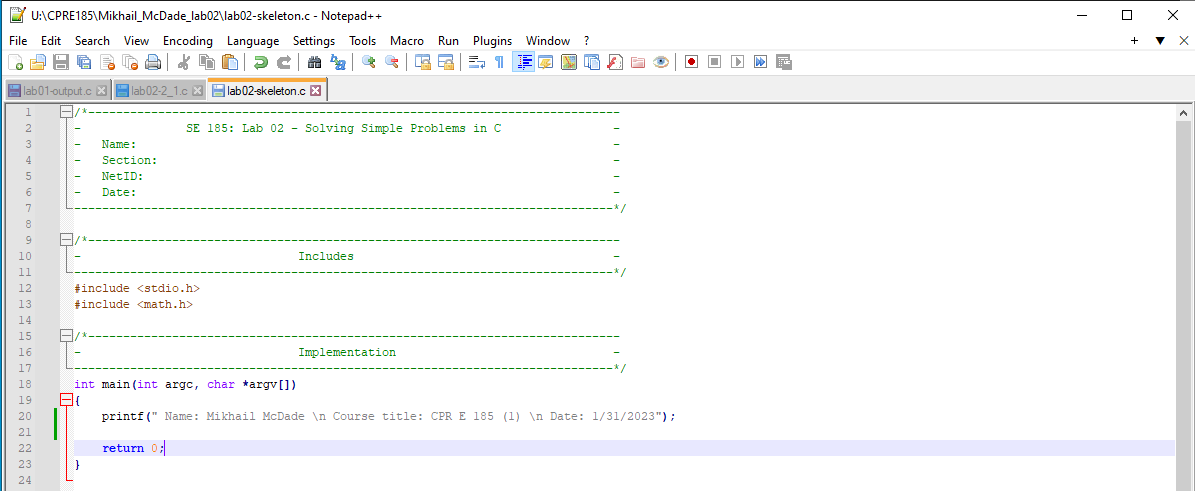 U:\CPRE185\Mikhail_McDade_lab02\lab02-skeleton.c - Notepad++
File Edit Search View Encoding Language Settings Tools Macro Run Plugins Window ? + ▼ X
lab01-output.c lab02-2_1.c lab02-skeleton.c
1 /*----------------------------------------------------------------------------
2 - SE 185: Lab 02 - Solving Simple Problems in C -
3 - Name: -
4 - Section: -
5 - NetID: -
6 - Date: -
7 -----------------------------------------------------------------------------*/
8
9 /*----------------------------------------------------------------------------
10 - Includes -
11 -----------------------------------------------------------------------------*/
12 #include <stdio.h>
13 #include <math.h>
14
15 /*----------------------------------------------------------------------------
16 - Implementation -
17 -----------------------------------------------------------------------------*/
18 int main(int argc, char *argv[])
19 {
20 printf(" Name: Mikhail McDade \n Course title: CPR E 185 (1) \n Date: 1/31/2023");
21
22 return 0;
23 }
24